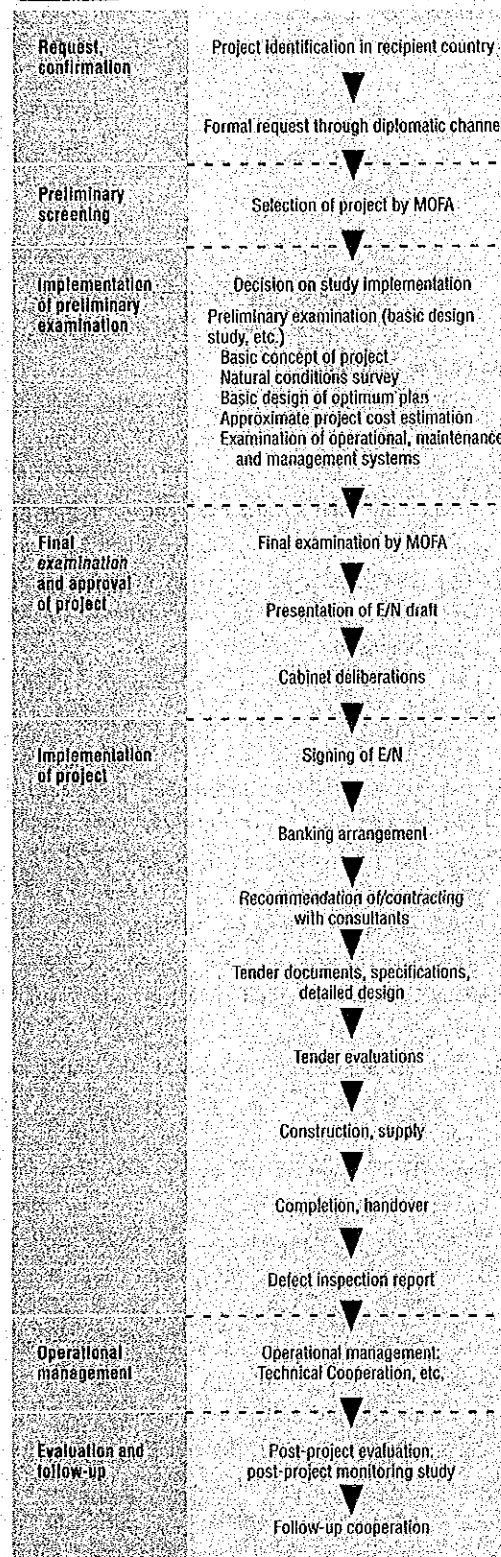 Request,
confirmation
Project identification in recipient country
Formal request through diplomatic channe
Preliminary
screening
Selection of project by MOFA
Implementation
of preliminary
examination
Decision on study implementation
Preliminary examination (basic design
study, etc.)
Basic concept of project
Natural conditions survey
Basic design of optimum plan
Approximate project cost estimation
Examination of operational, maintenance
and management systems
Final
examination
and approval
of project
Final examination by MOFA
Presentation of E/N draft
Cabinet deliberations
Implementation
of project
Signing of E/N
Banking arrangement
Recommendation of/contracting
with consultants
Tender documents, specifications,
detailed design
Tender evaluations
Construction, supply
Completion, handover
Defect inspection report
Operational
management
Operational management;
Technical Cooperation, etc.
Evaluation and
follow-up
Post-project evaluation;
post-project monitoring study
Follow-up cooperation